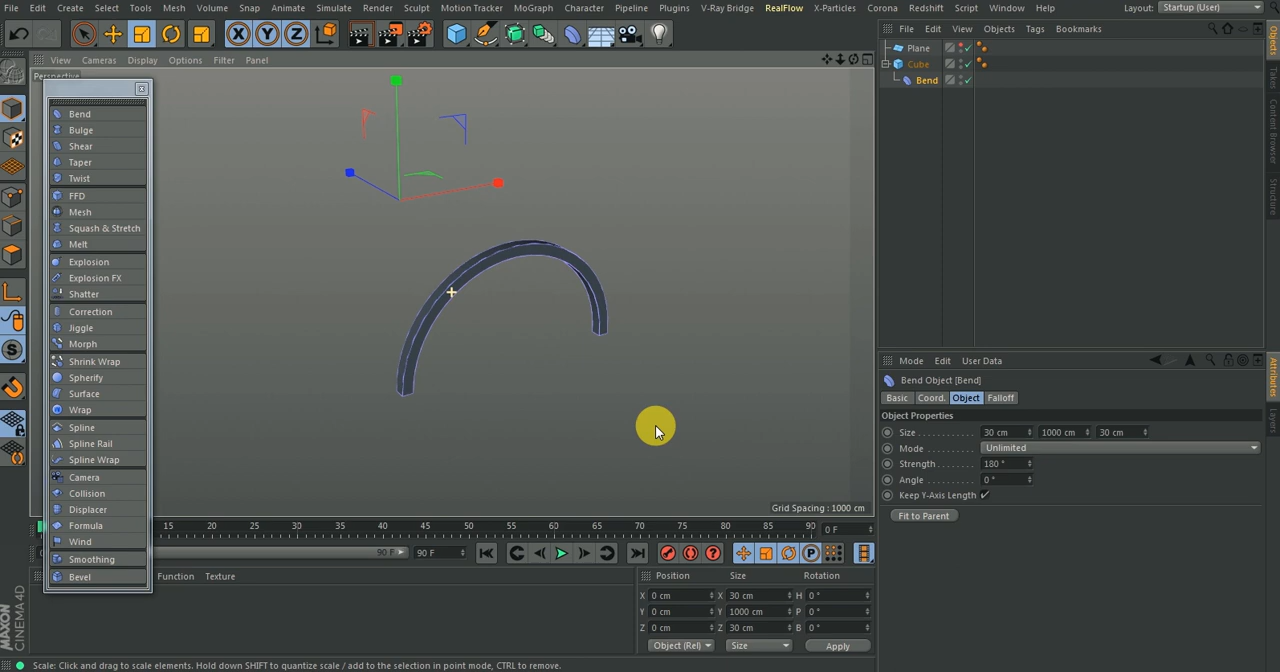 File Edit Create Select Tools Mesh Volume Snap Animate Simulate Render Sculpt Motion Tracker MoGraph Character Pipeline Plugins V-Ray Bridge RealFlow X-Particles Corona Redshift Script Window Help Layout: Startup (User)
X Y Z
File Edit View Objects Tags Bookmarks
View Cameras Display Options Filter Panel
Perspective
Plane
Cube
Bend
Bend
Bulge
Shear
Taper
Twist
FFD
Mesh
Squash & Stretch
Melt
Explosion
Explosion FX
Shatter
Correction
Jiggle
Morph
Shrink Wrap
Spherify
Surface
Wrap
Spline
Spline Rail
Spline Wrap
Camera
Collision
Displacer
Formula
Wind
Smoothing
Bevel
Objects
Takes
Content Browser
Structure
Mode Edit User Data
Bend Object [Bend]
Basic Coord. Object Falloff
Object Properties
Size 30 cm 1000 cm 30 cm
Mode Unlimited
Strength 180 °
Angle 0 °
Keep Y-Axis Length
Fit to Parent
Attributes
Layers
Grid Spacing : 1000 cm
15 20 25 30 35 40 45 50 55 60 65 70 75 80 85 90 0 F
90 F 90 F
Function Texture
Position Size Rotation
X 0 cm X 30 cm H 0 °
Y 0 cm Y 1000 cm P 0 °
Z 0 cm Z 30 cm B 0 °
Object (Rel) Size Apply
MAXON CINEMA 4D
Scale: Click and drag to scale elements. Hold down SHIFT to quantize scale / add to the selection in point mode, CTRL to remove.